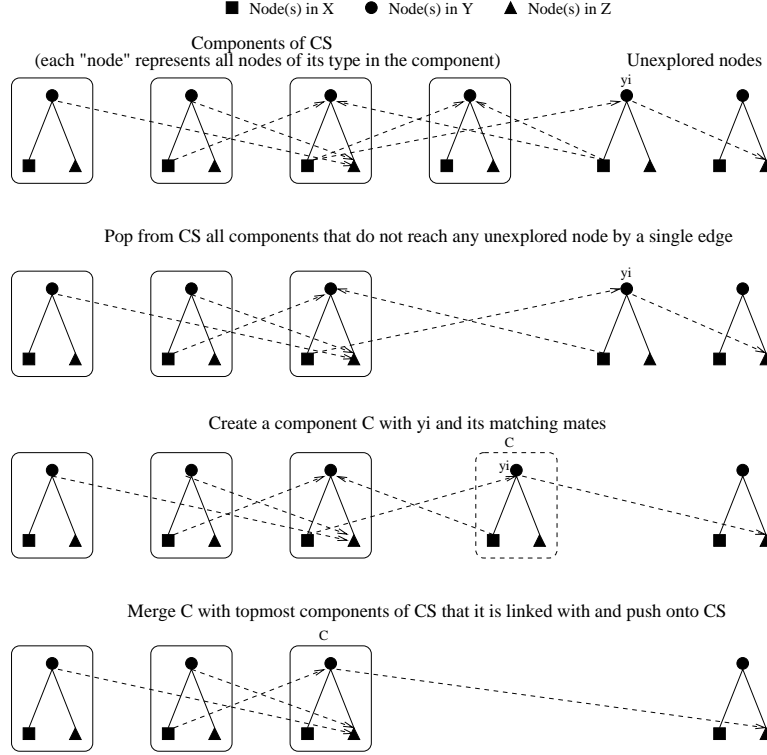 Node(s) in X Node(s) in Y Node(s) in Z
Components of CS
(each "node" represents all nodes of its type in the component)
Unexplored nodes
yi
Pop from CS all components that do not reach any unexplored node by a single edge
yi
Create a component C with yi and its matching mates
C
yi
Merge C with topmost components of CS that it is linked with and push onto CS
C